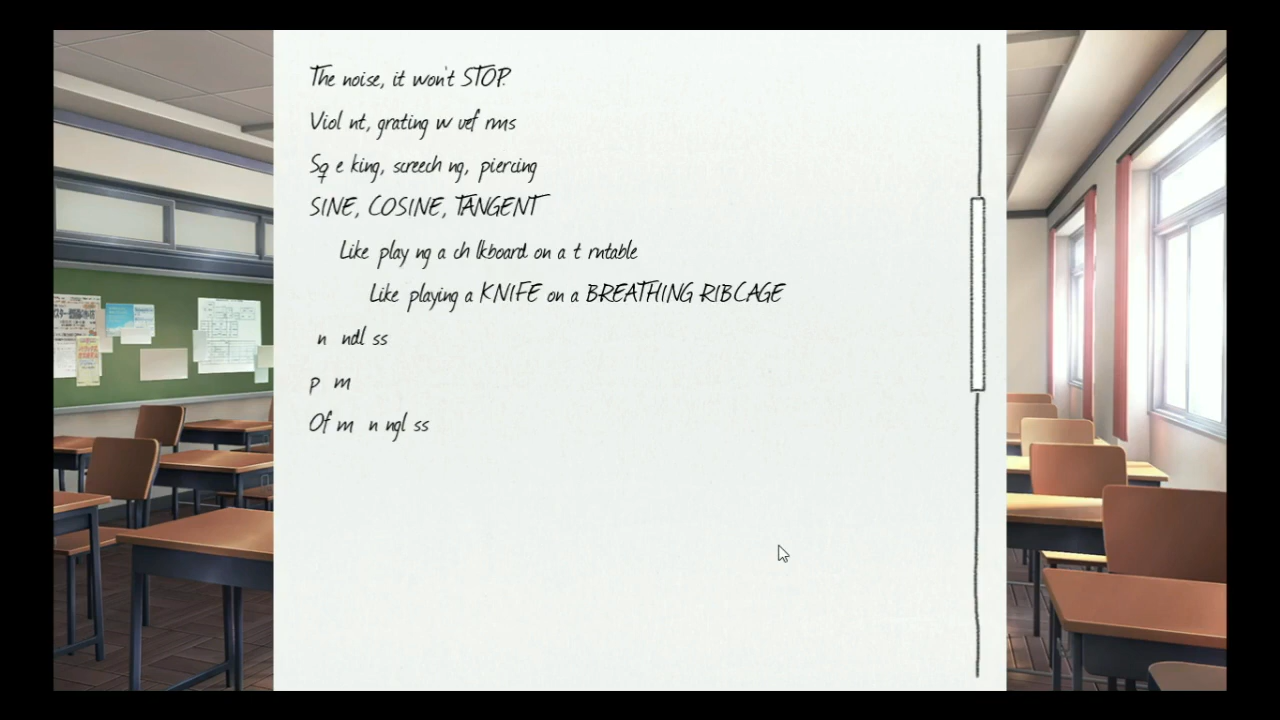 The noise, it won't STOP.
Viol nt, grating w vef rms
Sq e king, screech ng, piercing
SINE, COSINE, TANGENT
Like play ng a ch lkboard on a t rntable
Like playing a KNIFE on a BREATHING RIBCAGE
n ndl ss
p m
Of m n ngl ss